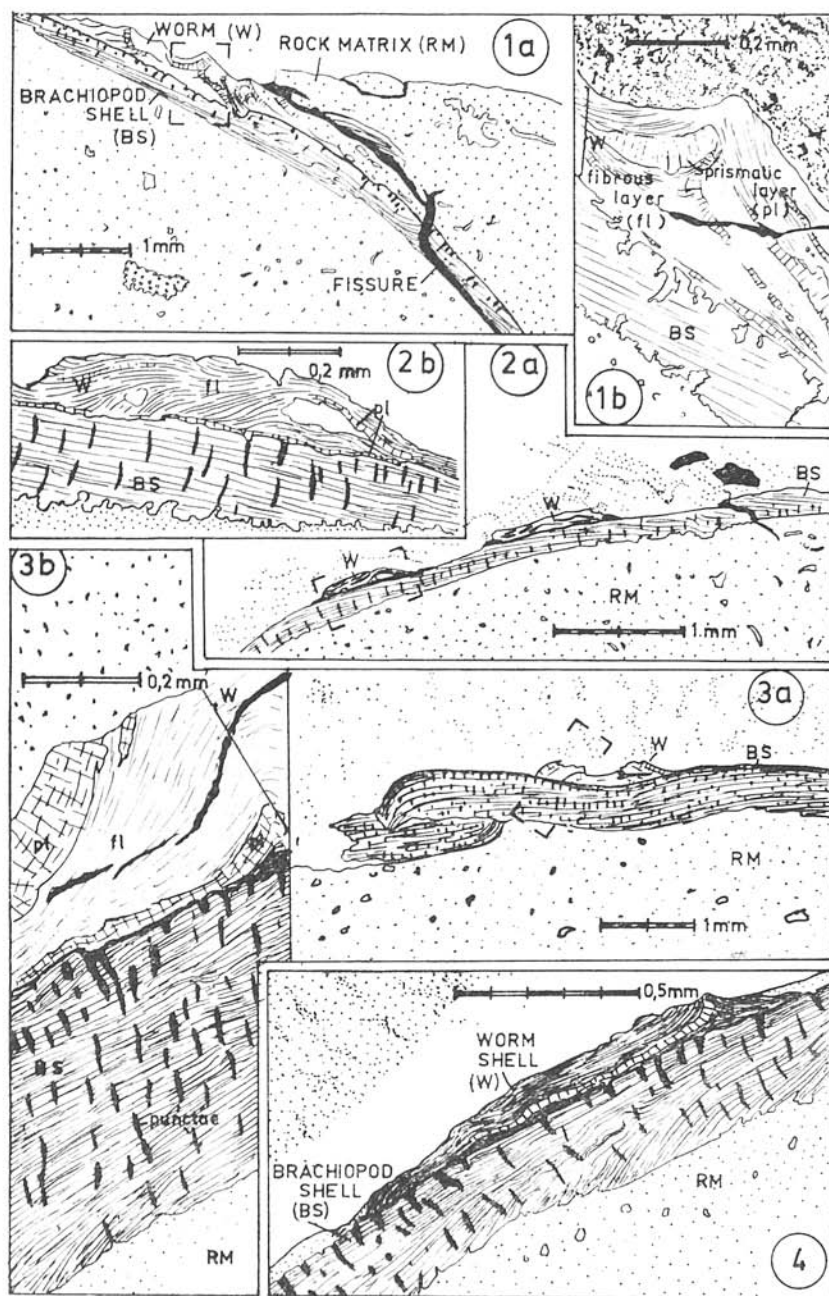 WORM (W)
ROCK MATRIX (RM)
1a
BRACHIOPOD
SHELL
(BS)
1mm
FISSURE
0,2mm
W
prismatic
layer
(pl)
fibrous
layer
(fl)
BS
1b
0,2 mm
2b
W
fl
pl
BS
2a
BS
W
W
RM
1 mm
3b
0,2mm
W
pl
fl
pl
BS
punctae
RM
3a
W
BS
RM
1mm
0,5mm
WORM
SHELL
(W)
BRACHIOPOD
SHELL
(BS)
RM
4